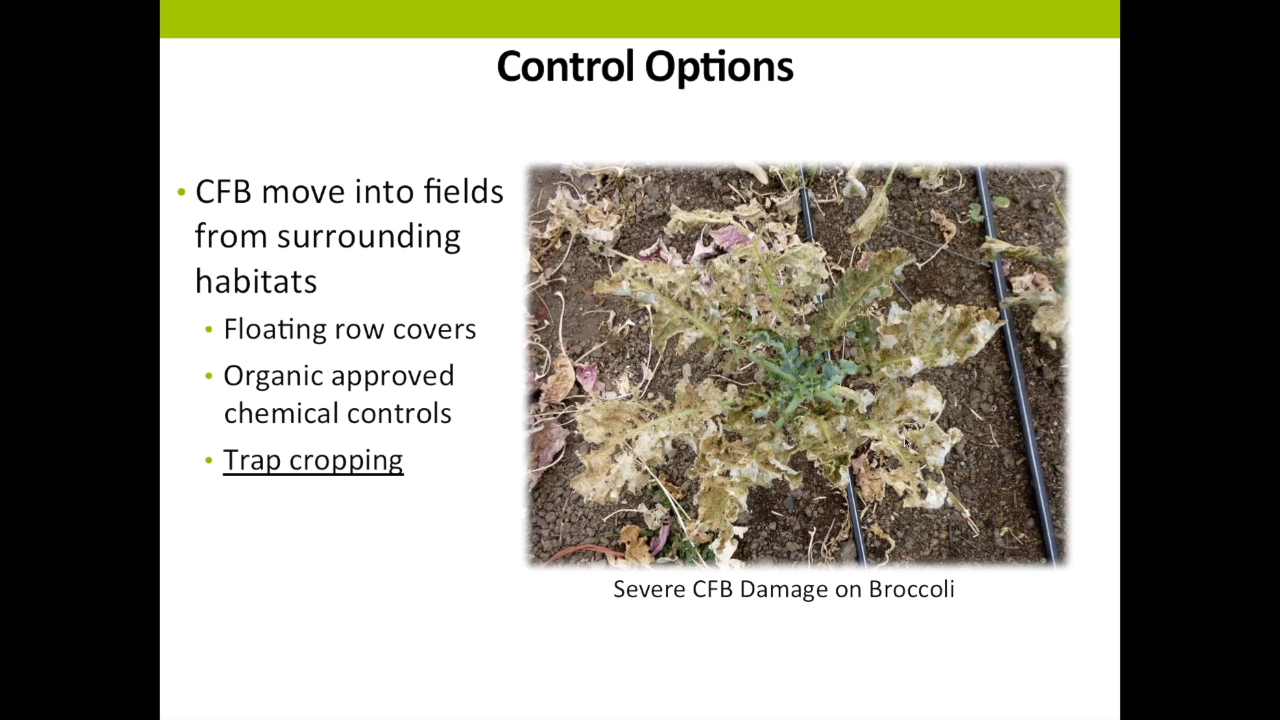 Control Options
• CFB move into fields
from surrounding
habitats
• Floating row covers
• Organic approved
chemical controls
• Trap cropping
Severe CFB Damage on Broccoli